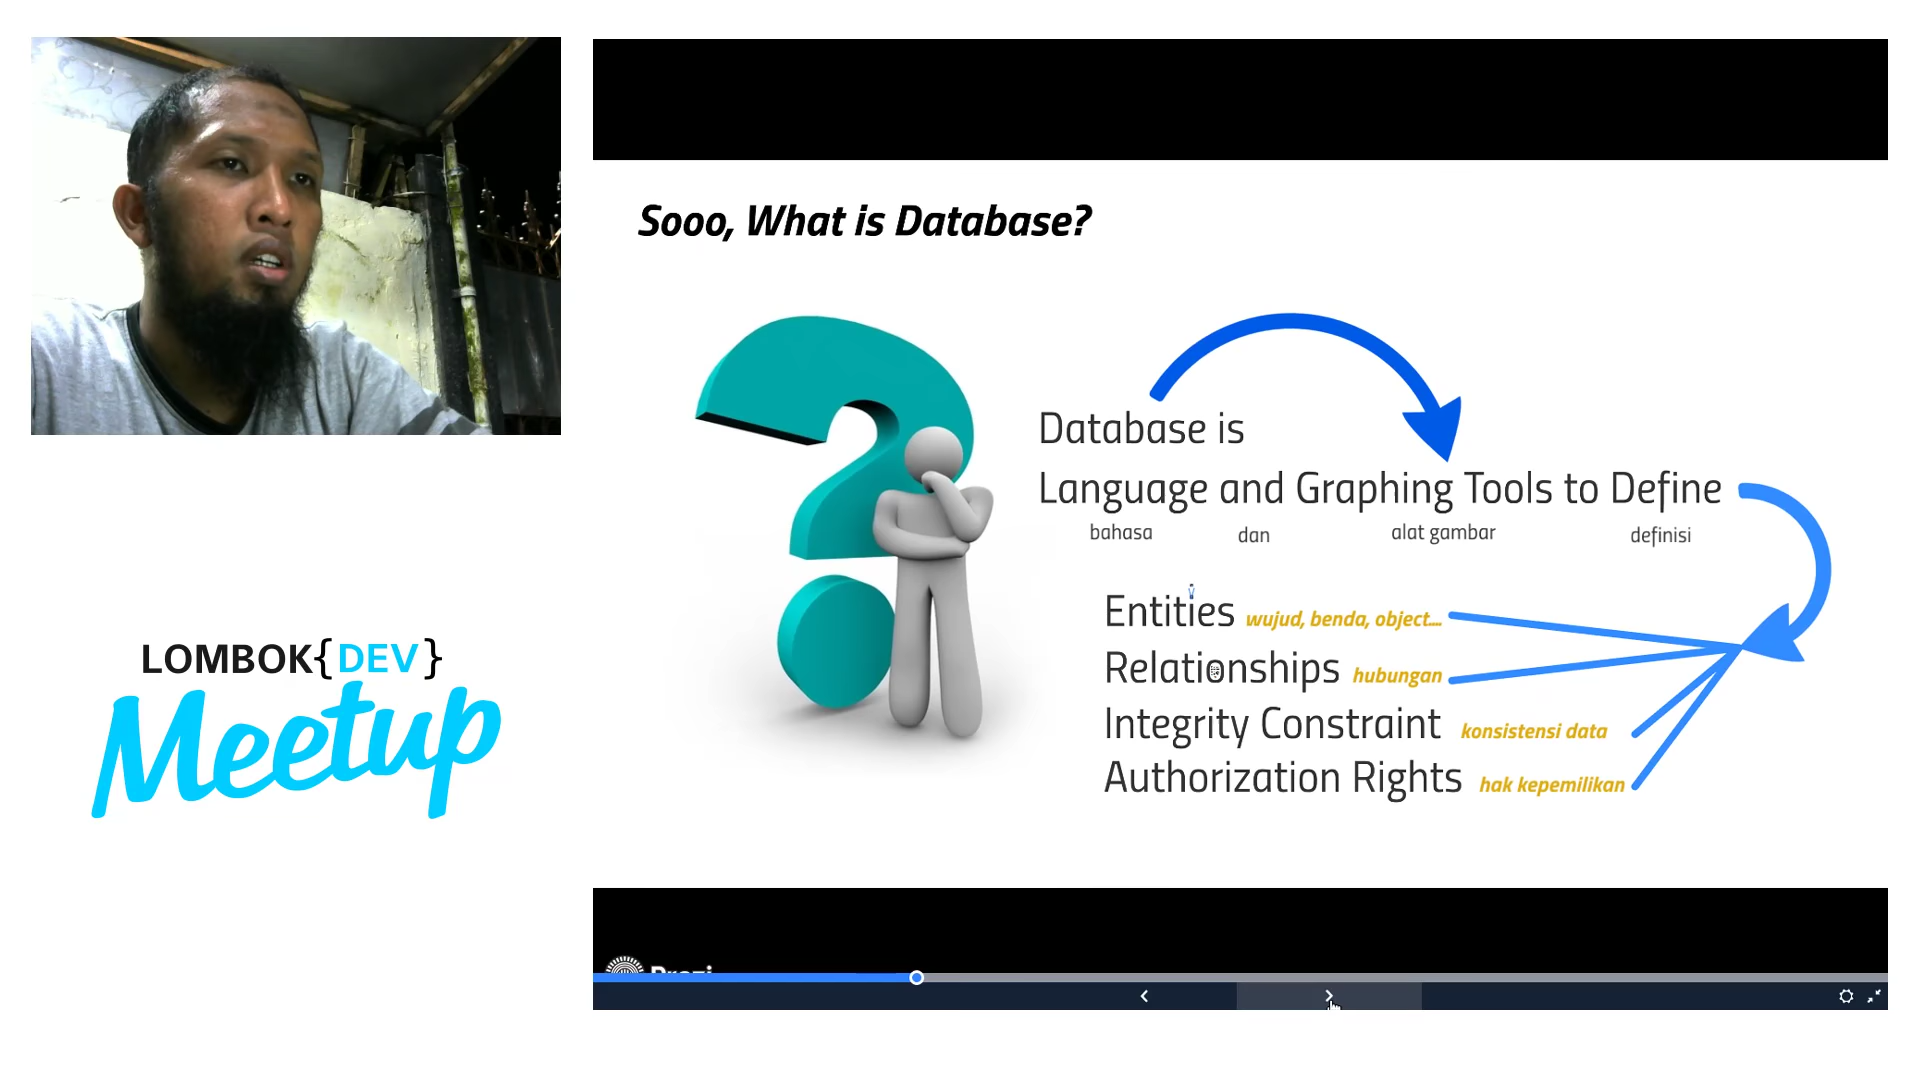 Sooo, What is Database?
Database is
Language and Graphing Tools to Define
bahasa dan alat gambar definisi
Entities wujud, benda, object....
Relationships hubungan
Integrity Constraint konsistensi data
Authorization Rights hak kepemilikan
LOMBOK{DEV}
Meetup
Prezi